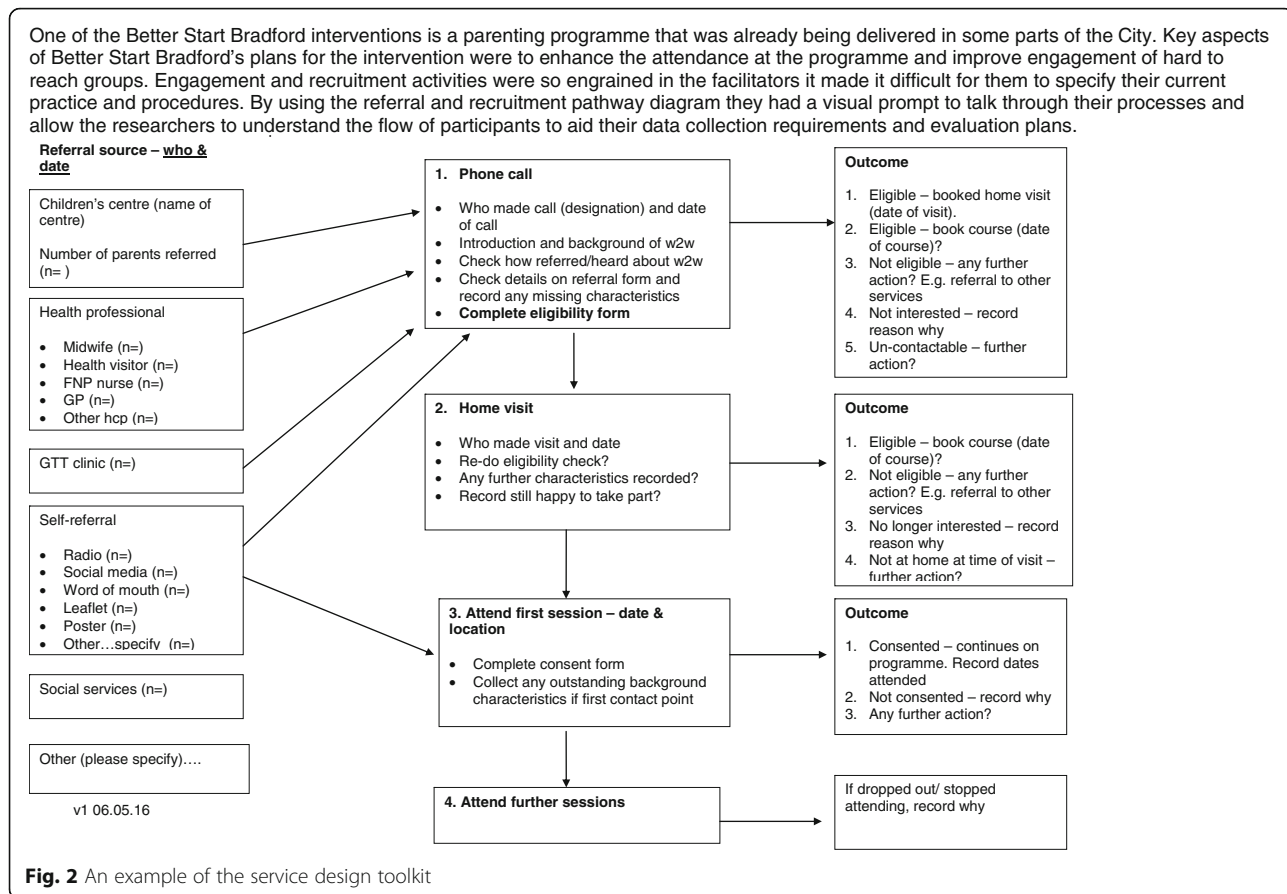 One of the Better Start Bradford interventions is a parenting programme that was already being delivered in some parts of the City. Key aspects
of Better Start Bradford's plans for the intervention were to enhance the attendance at the programme and improve engagement of hard to
reach groups. Engagement and recruitment activities were so engrained in the facilitators it made it difficult for them to specify their current
practice and procedures. By using the referral and recruitment pathway diagram they had a visual prompt to talk through their processes and
allow the researchers to understand the flow of participants to aid their data collection requirements and evaluation plans.
Referral source – who &
date
Children's centre (name of
centre)
Number of parents referred
(n= )
Health professional
• Midwife (n=)
• Health visitor (n=)
• FNP nurse (n=)
• GP (n=)
• Other hcp (n=)
GTT clinic (n=)
Self-referral
• Radio (n=)
• Social media (n=)
• Word of mouth (n=)
• Leaflet (n=)
• Poster (n=)
• Other…specify (n=)
Social services (n=)
Other (please specify)….
v1 06.05.16
1. Phone call
• Who made call (designation) and date
of call
• Introduction and background of w2w
• Check how referred/heard about w2w
• Check details on referral form and
record any missing characteristics
• Complete eligibility form
Outcome
1. Eligible – booked home visit
(date of visit).
2. Eligible – book course (date
of course)?
3. Not eligible – any further
action? E.g. referral to other
services
4. Not interested – record
reason why
5. Un-contactable – further
action?
2. Home visit
• Who made visit and date
• Re-do eligibility check?
• Any further characteristics recorded?
• Record still happy to take part?
Outcome
1. Eligible – book course (date
of course)?
2. Not eligible – any further
action? E.g. referral to other
services
3. No longer interested – record
reason why
4. Not at home at time of visit –
further action?
3. Attend first session – date &
location
• Complete consent form
• Collect any outstanding background
characteristics if first contact point
Outcome
1. Consented – continues on
programme. Record dates
attended
2. Not consented – record why
3. Any further action?
4. Attend further sessions
If dropped out/ stopped
attending, record why
Fig. 2 An example of the service design toolkit